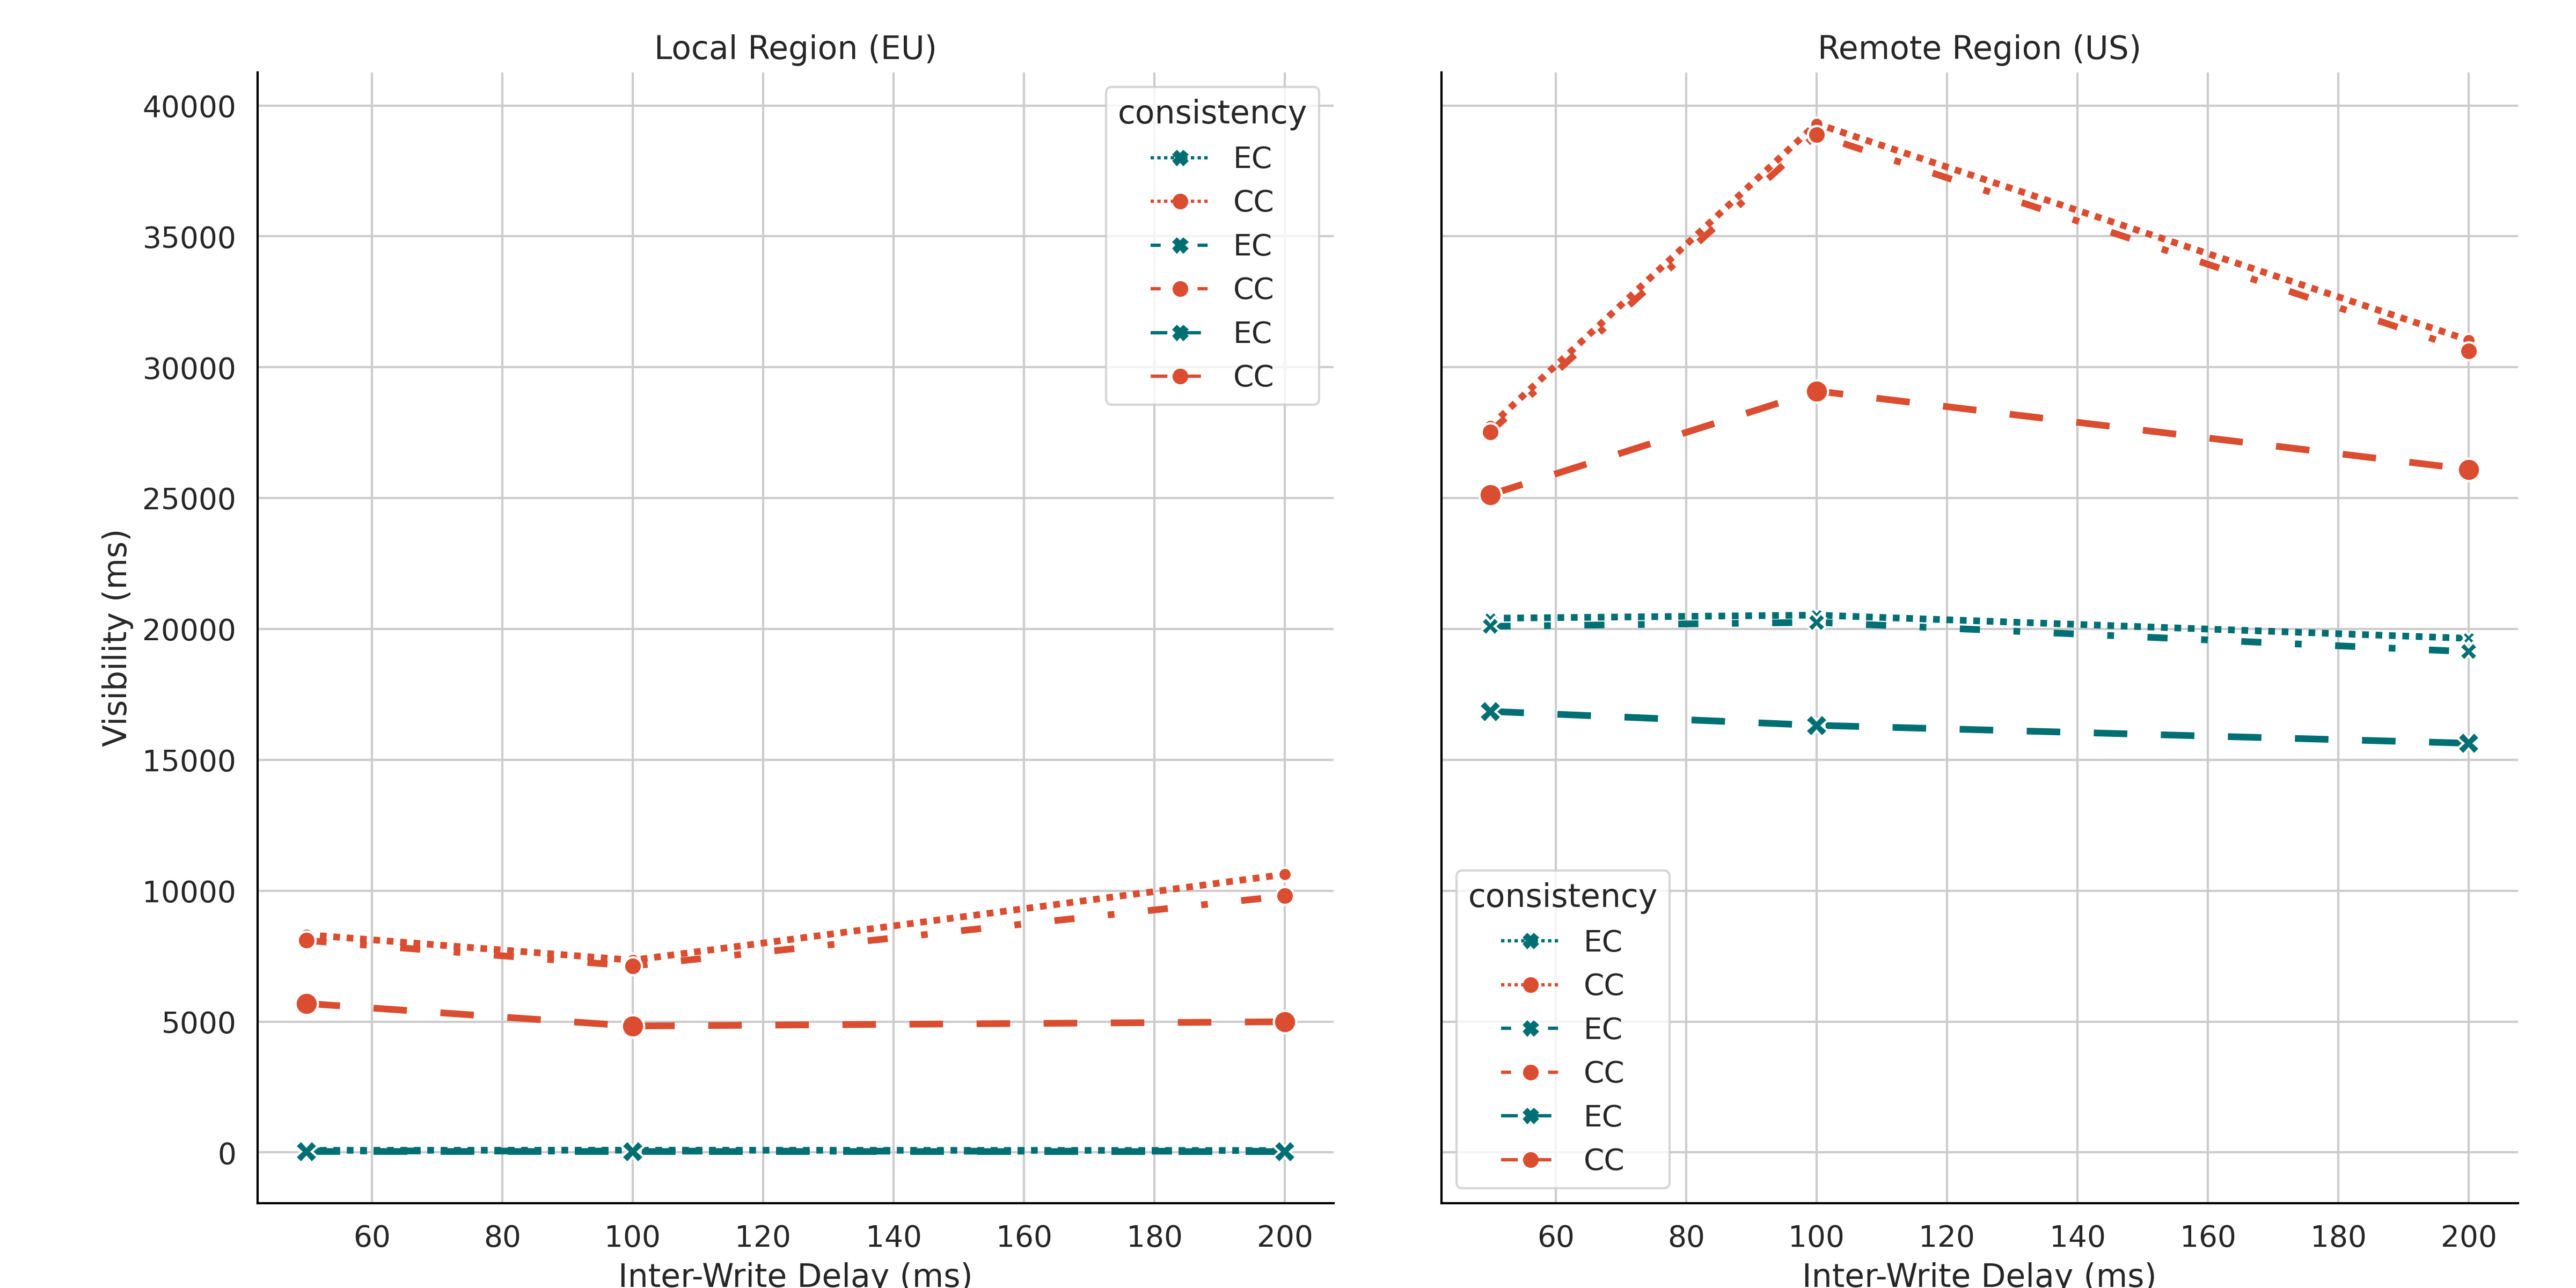 Local Region (EU)
Visibility (ms)
40000
35000
30000
25000
20000
15000
10000
5000
0
consistency
EC
CC
EC
CC
EC
CC
60 80 100 120 140 160 180 200
Inter-Write Delay (ms)
Remote Region (US)
consistency
EC
CC
EC
CC
EC
CC
60 80 100 120 140 160 180 200
Inter-Write Delay (ms)